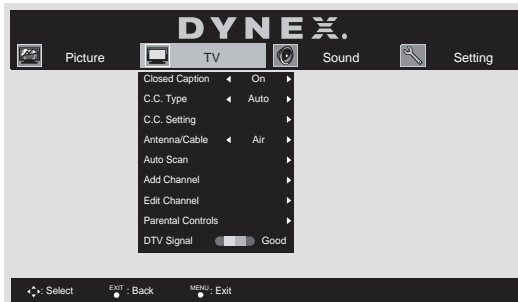 DYNEX.
Picture TV Sound Setting
Closed Caption On
C.C. Type Auto
C.C. Setting
Antenna/Cable Air
Auto Scan
Add Channel
Edit Channel
Parental Controls
DTV Signal Good
: Select EXIT : Back MENU : Exit